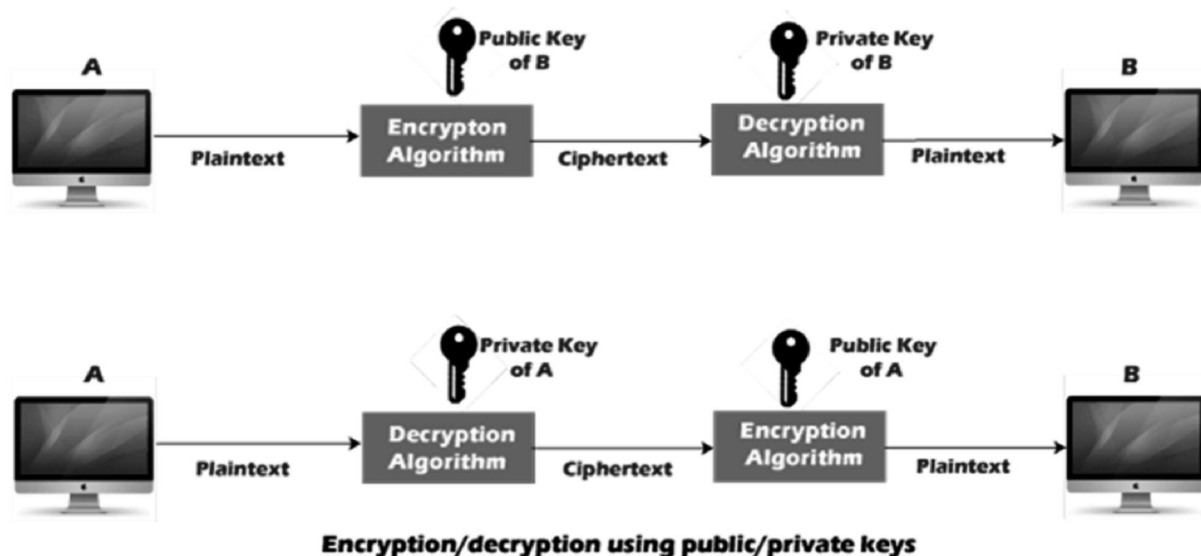 A
Public Key
of B
Private Key
of B
B
Encrypton
Algorithm
Decryption
Algorithm
Plaintext
Ciphertext
Plaintext
A
Private Key
of A
Public Key
of A
B
Decryption
Algorithm
Encryption
Algorithm
Plaintext
Ciphertext
Plaintext
Encryption/decryption using public/private keys